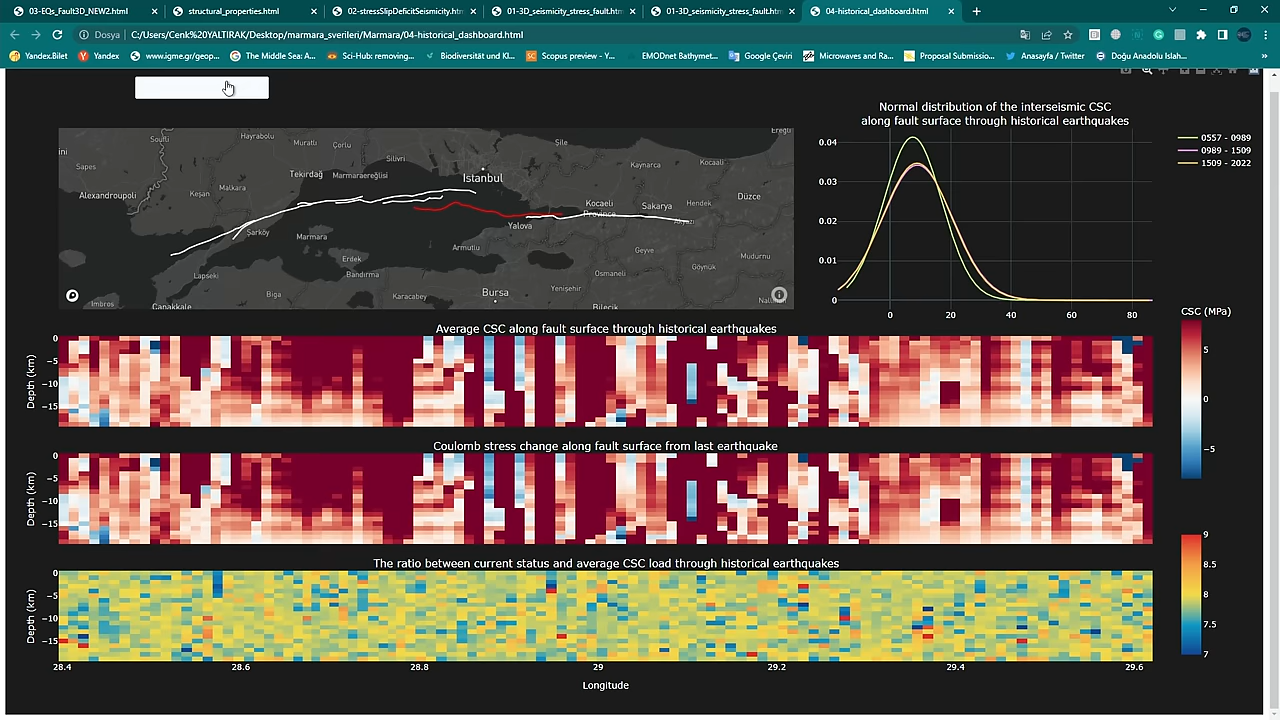 03-EQs_Fault3D_NEW2.html
structural_properties.html
02-stressSlipDeficitSeismicity.htm
01-3D_seismicity_stress_fault.htm
01-3D_seismicity_stress_fault.htm
04-historical_dashboard.html
Dosya
C:/Users/Cenk%20YALTIRAK/Desktop/marmara_sverileri/Marmara/04-historical_dashboard.html
Yandex.Bilet
Yandex
www.igme.gr/geop...
The Middle Sea: A...
Sci-Hub: removing...
Biodiversität und Kl...
Scopus preview - Y...
EMODnet Bathymet...
Google Çeviri
Microwaves and Ra...
Proposal Submissio...
Anasayfa / Twitter
Doğu Anadolu Islah...
Normal distribution of the interseismic CSC
along fault surface through historical earthquakes
0557 - 0989
0989 - 1509
1509 - 2022
0.04
0.03
0.02
0.01
0
0
20
40
60
80
Soufli
Hayrabolu
Muratlı
Çorlu
Silivri
Şile
Ereğli
ini
Sapes
Keşan
Malkara
Tekirdağ
Marmaraereğlisi
Istanbul
Kaynarca
Kocaali
Alexandroupoli
Kocaeli
Province
Sakarya
Hendek
Düzce
Akyazı
Şarköy
Marmara
Yalova
Armutlu
Geyve
Mudurnu
Lapseki
Erdek
Bandırma
Osmaneli
Göynük
Imbros
Çanakkale
Biga
Karacabey
Bursa
Yenişehir
Bilecik
Nallıh
Average CSC along fault surface through historical earthquakes
Depth (km)
0
−5
−10
−15
CSC (MPa)
5
0
−5
Coulomb stress change along fault surface from last earthquake
Depth (km)
0
−5
−10
−15
The ratio between current status and average CSC load through historical earthquakes
Depth (km)
0
−5
−10
−15
9
8.5
8
7.5
7
28.4
28.6
28.8
29
29.2
29.4
29.6
Longitude